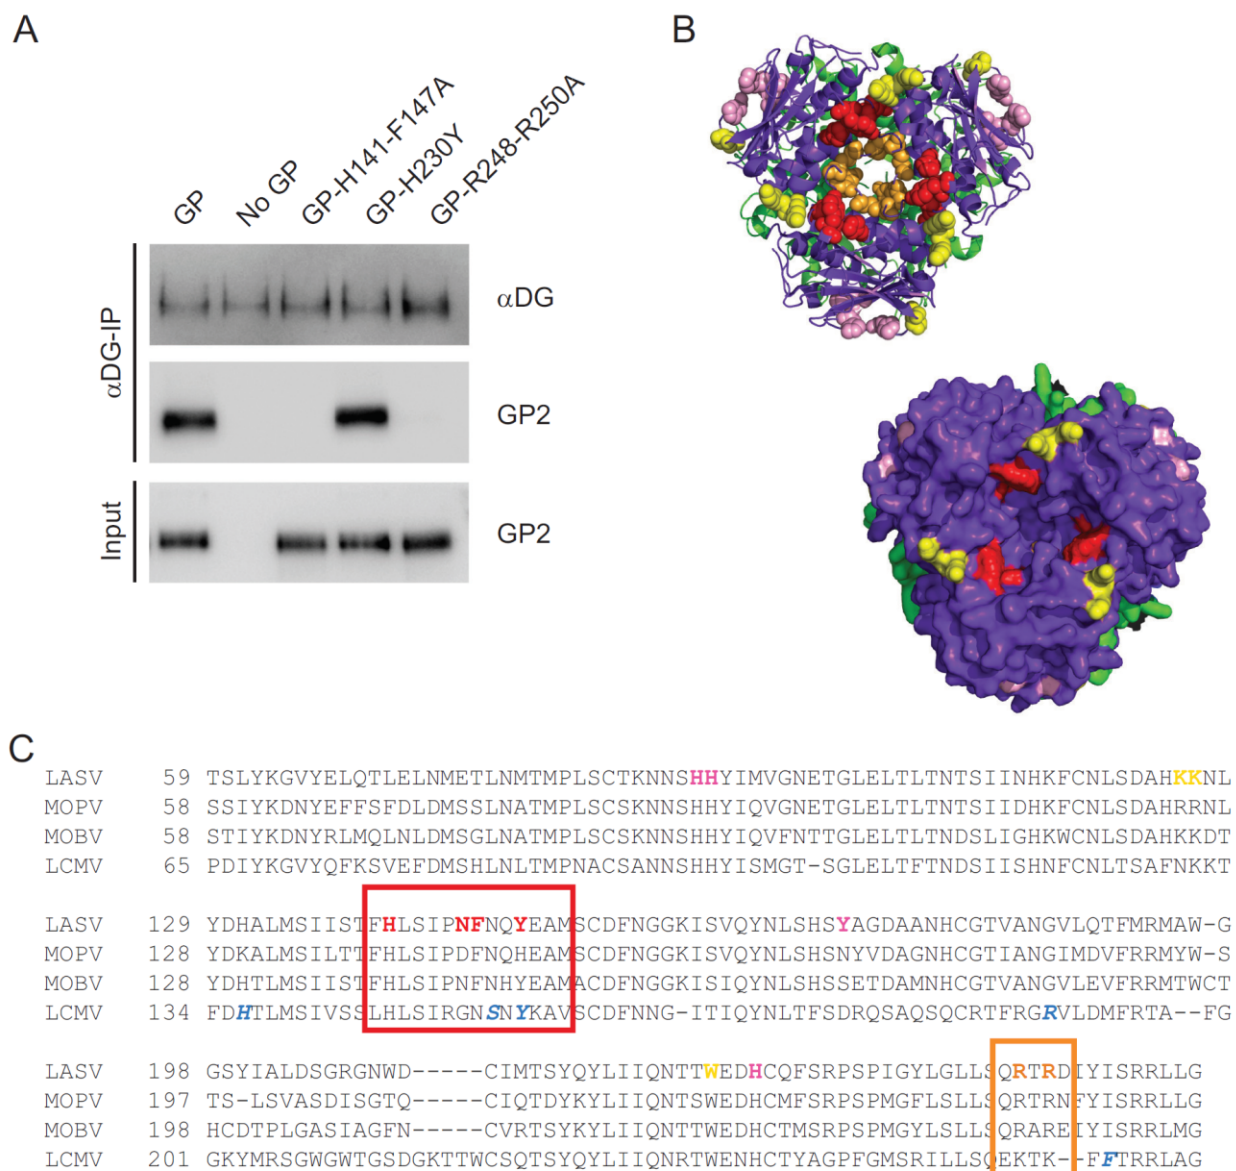 A
B
GP
No GP
GP-H141-F147A
GP-H230Y
GP-R248-R250A
αDG-IP
αDG
GP2
Input
GP2
C
LASV 59 TSLYKGVYELQTLELNMETLNMTMPLSCTKNNSHHYIMVGNETGLELTLTNTSIINHKFCNLSDAHKKNL
MOPV 58 SSIYKDNYEFFSFDLDMSSLNATMPLSCSKNNSHHYIQVGNETGLELTLTNTSIIDHKFCNLSDAHRRNL
MOBV 58 STIYKDNYRLMQLNLDMSGLNATMPLSCSKNNSHHYIQVFNTTGLELTLTNDSLIGHKWCNLSDAHKKDT
LCMV 65 PDIYKGVYQFKSVEFDMSHLNLTMPNACSANNSHHYISMGT-SGLELTFTNDSIISHNFCNLTSAFNKKT
LASV 129 YDHALMSIISTFHLSIPNFNQYEAMSCDFNGGKISVQYNLSHSYAGDAANHCGTVANGVLQTFMRMAW-G
MOPV 128 YDKALMSILTTFHLSIPDFNQHEAMSCDFNGGKISVQYNLSHSNYVDAGNHCGTIANGIMDVFRRMYW-S
MOBV 128 YDHTLMSIISTFHLSIPNFNHYEAMACDFNGGKISIQYNLSHSSETDAMNHCGTVANGVLEVFRRMTWCT
LCMV 134 FDHTLMSIVSSLHLSIRGNSNYKAVSCDFNNG-ITIQYNLTFSDRQSAQSQCRTFRGRVLDMFRTA--FG
LASV 198 GSYIALDSGRGNWD-----CIMTSYQYLIIQNTTWEDHCQFSRPSPIGYLGLLSQRTRDIYISRRLLG
MOPV 197 TS-LSVASDISGTQ-----CIQTDYKYLIIQNTSWEDHCMFSRPSPMGFLSLLSQRTRNFYISRRLLG
MOBV 198 HCDTPLGASIAGFN-----CVRTSYKYLIIQNRTWEDHCTMSRPSPMGYLSLLSQRAREIYISRRLMG
LCMV 201 GKYMRSGWGWTGSDGKTTWCSQTSYQYLIIQNRTWENHCTYAGPFGMSRILLSQEKTK--FFTRRLAG